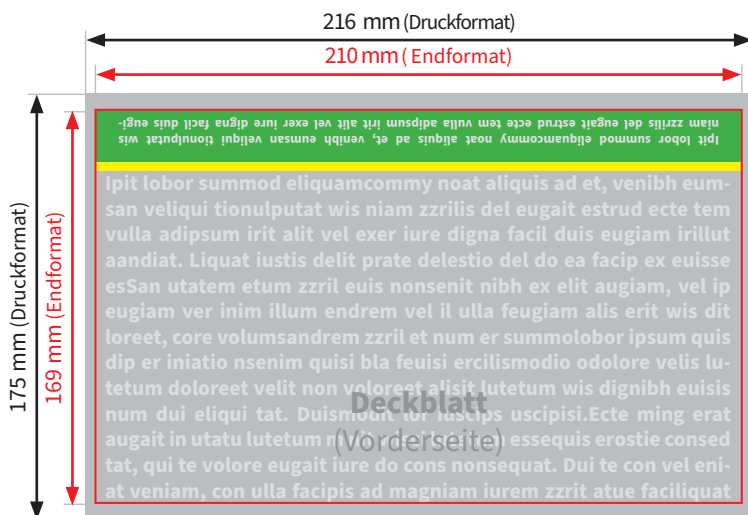 216 mm (Druckformat)
210 mm ( Endformat)
175 mm (Druckformat)
169 mm (Endformat)
Ipit lobor summod eliquamcommy noat aliquis ad et, venibh eumsan veliqui tionulputat wis
niam zzrilis del eugait estrud ecte tem vulla adipsum irit alit vel exer iure digna facil duis eugi-
Ipit lobor summod eliquamcommy noat aliquis ad et, venibh eum-
san veliqui tionulputat wis niam zzrilis del eugait estrud ecte tem
vulla adipsum irit alit vel exer iure digna facil duis eugiam irillut
aandiat. Liquat iustis delit prate delestio del do ea facip ex euisse
esSan utatem etum zzril euis nonsenit nibh ex elit augiam, vel ip
eugiam ver inim illum endrem vel il ulla feugiam alis erit wis dit
loreet, core volumsandrem zzril et num er summolobor ipsum quis
dip er iniatio nsenim quisi bla feuisi ercilismodio odolore velis lu-
tetum doloreet velit non voloreet alisit lutetum wis dignibh euisis
num dui eliqui tat. Duismodit lor iuscips uscipisi.Ecte ming erat
Deckblatt
augait in utatu lutetum essequis erostie consed
(Vorderseite)
tat, qui te volore eugait iure do cons nonsequat. Dui te con vel eni-
at veniam, con ulla facipis ad magniam iurem zzrit atue faciliquat